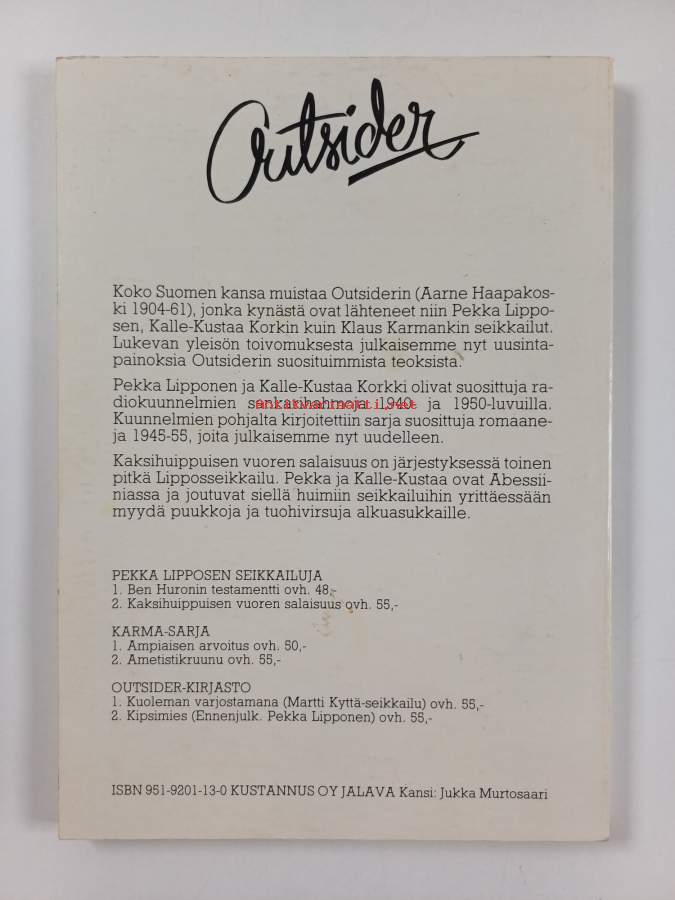 Outsider
Koko Suomen kansa muistaa Outsiderin (Aarne Haapakos-
ki 1904-61), jonka kynästä ovat lähteneet niin Pekka Lippo-
sen, Kalle-Kustaa Korkin kuin Klaus Karmankin seikkailut.
Lukevan yleisön toivomuksesta julkaisemme nyt uusinta-
painoksia Outsiderin suosituimmista teoksista.
Pekka Lipponen ja Kalle-Kustaa Korkki olivat suosittuja ra-
diokuunnelmien sankarihahmoja 1940- ja 1950-luvuilla.
Kuunnelmien pohjalta kirjoitettiin sarja suosittuja romaane-
ja 1945-55, joita julkaisemme nyt uudelleen.
Kaksihuippuisen vuoren salaisuus on järjestyksessä toinen
pitkä Lipposseikkailu. Pekka ja Kalle-Kustaa ovat Abessii-
niassa ja joutuvat siellä huimiin seikkailuihin yrittäessään
myydä puukkoja ja tuohivirsuja alkuasukkaille.
PEKKA LIPPOSEN SEIKKAILUJA
1. Ben Huronin testamentti ovh. 48,-
2. Kaksihuippuisen vuoren salaisuus ovh. 55,-
KARMA-SARJA
1. Ampiaisen arvoitus ovh. 50,-
2. Ametistikruunu ovh. 55,-
OUTSIDER-KIRJASTO
1. Kuoleman varjostamana (Martti Kyttä-seikkailu) ovh. 55,-
2. Kipsimies (Ennenjulk. Pekka Lipponen) ovh. 55,-
ISBN 951-9201-13-0 KUSTANNUS OY JALAVA Kansi: Jukka Murtosaari